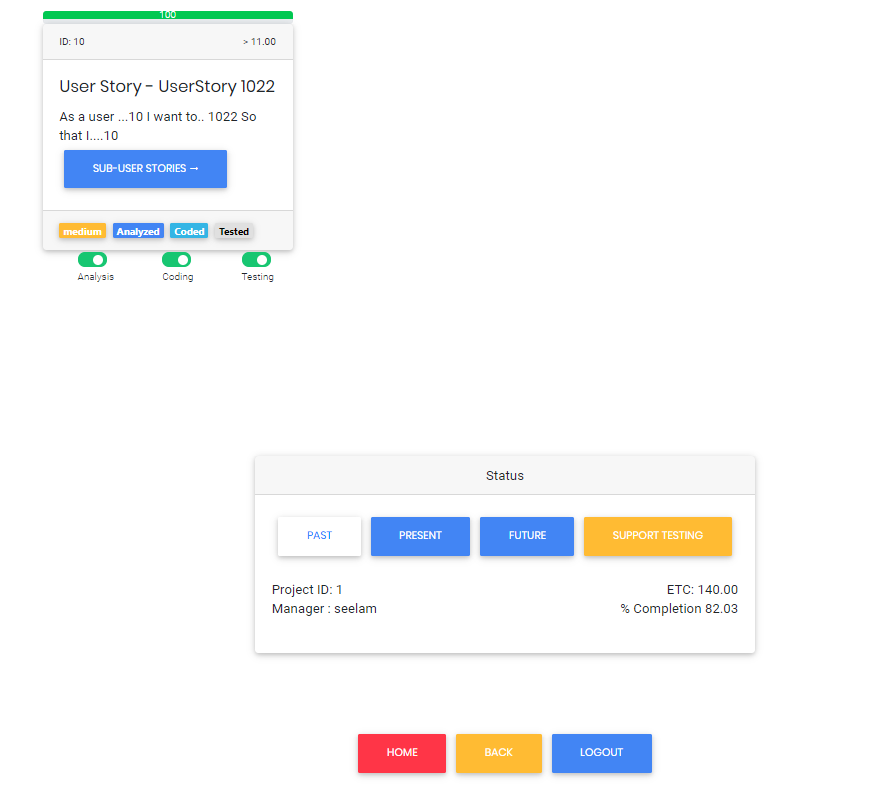 100
ID: 10 > 11.00
User Story - UserStory 1022
As a user ...10 I want to.. 1022 So
that I....10
SUB-USER STORIES →
medium Analyzed Coded Tested
Analysis Coding Testing
Status
PAST PRESENT FUTURE SUPPORT TESTING
Project ID: 1 ETC: 140.00
Manager : seelam % Completion 82.03
HOME BACK LOGOUT